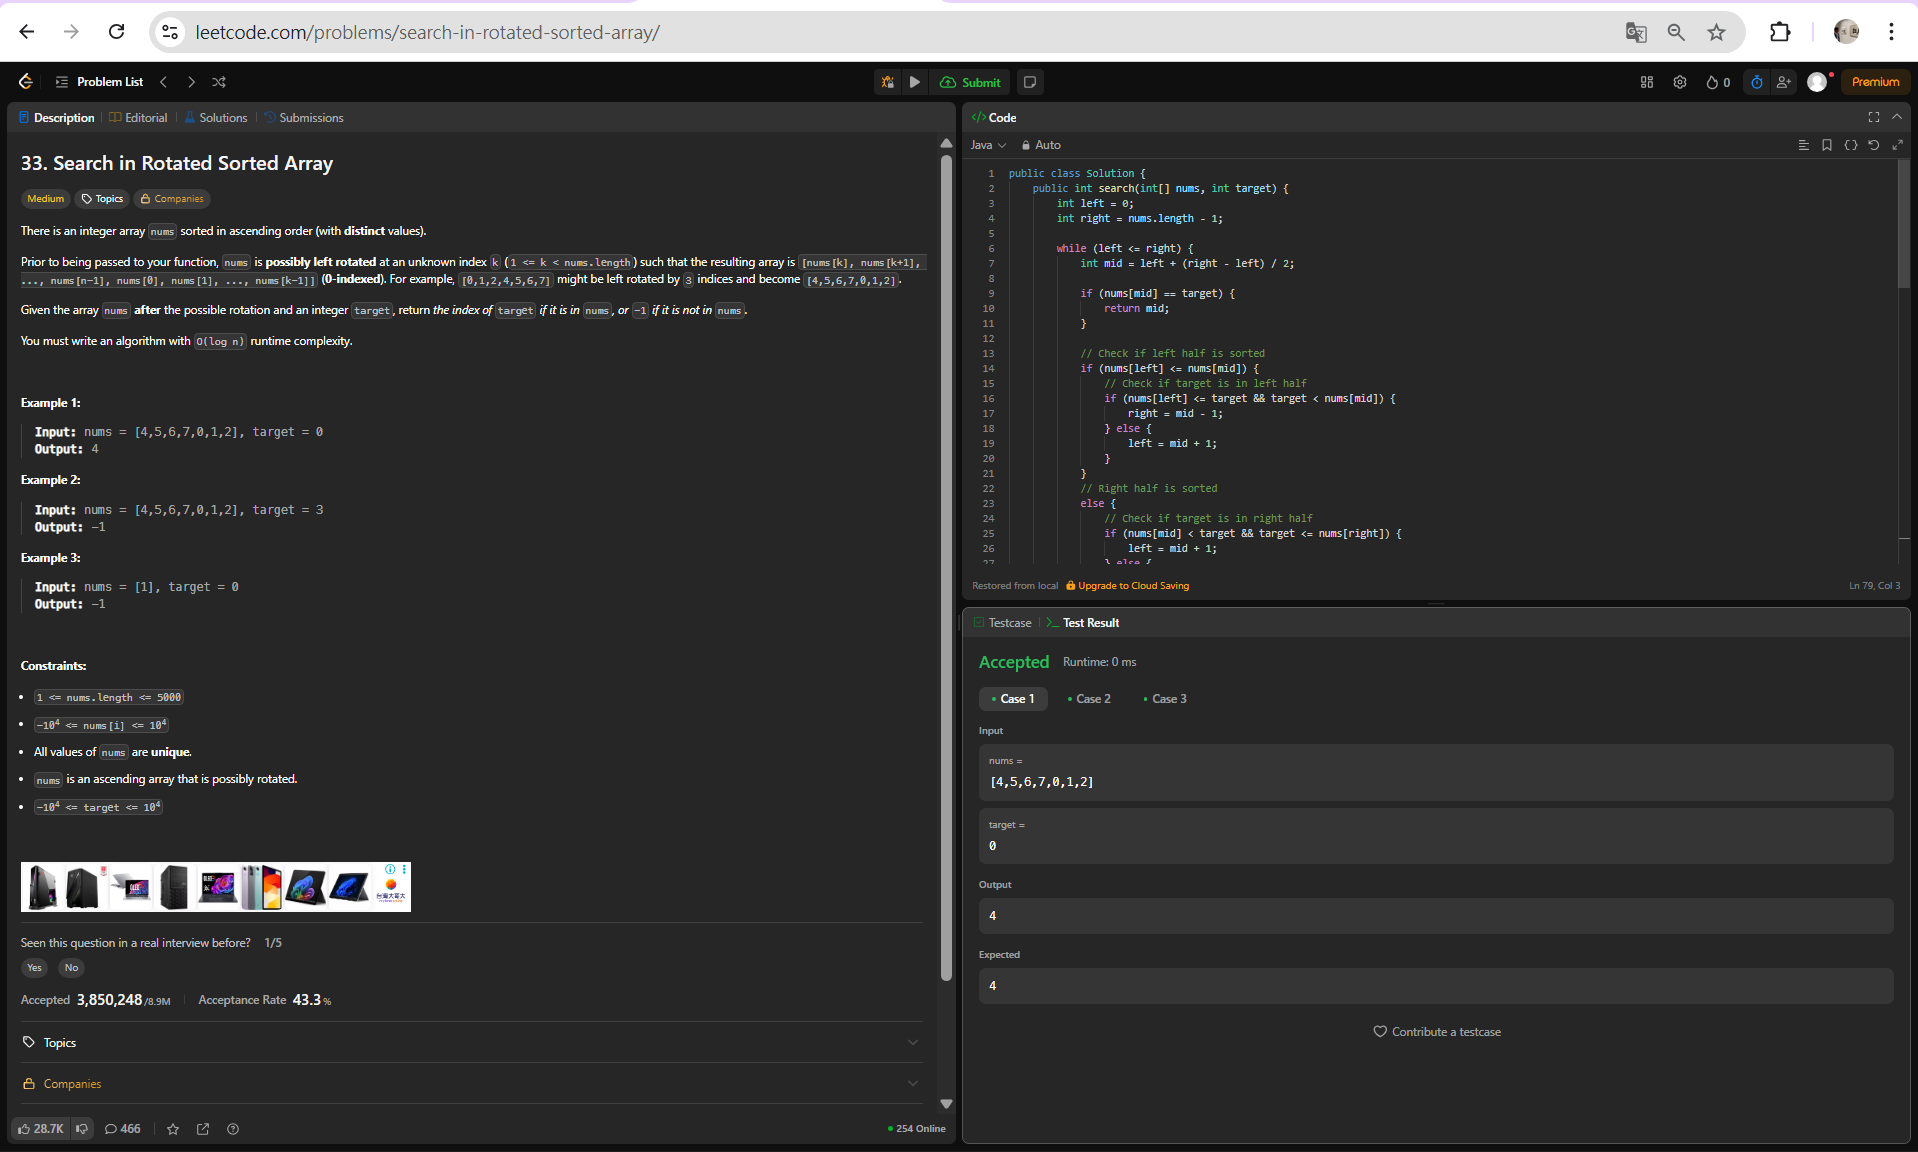 leetcode.com/problems/search-in-rotated-sorted-array/
Problem List
Submit
0
Premium
Description
Editorial
Solutions
Submissions
33. Search in Rotated Sorted Array
Medium
Topics
Companies
There is an integer array nums sorted in ascending order (with distinct values).
Prior to being passed to your function, nums is possibly left rotated at an unknown index k (1 <= k < nums.length) such that the resulting array is [nums[k], nums[k+1],
..., nums[n-1], nums[0], nums[1], ..., nums[k-1]] (0-indexed). For example, [0,1,2,4,5,6,7] might be left rotated by 3 indices and become [4,5,6,7,0,1,2].
Given the array nums after the possible rotation and an integer target, return the index of target if it is in nums, or -1 if it is not in nums.
You must write an algorithm with O(log n) runtime complexity.
Example 1:
Input: nums = [4,5,6,7,0,1,2], target = 0
Output: 4
Example 2:
Input: nums = [4,5,6,7,0,1,2], target = 3
Output: -1
Example 3:
Input: nums = [1], target = 0
Output: -1
Constraints:
• 1 <= nums.length <= 5000
• -10⁴ <= nums[i] <= 10⁴
• All values of nums are unique.
• nums is an ascending array that is possibly rotated.
• -10⁴ <= target <= 10⁴
台灣大哥大
Seen this question in a real interview before? 1/5
Yes
No
Accepted 3,850,248/8.9M
Acceptance Rate 43.3%
Topics
Companies
28.7K
466
254 Online
Code
Java
Auto
1 public class Solution {
2 public int search(int[] nums, int target) {
3 int left = 0;
4 int right = nums.length - 1;
5
6 while (left <= right) {
7 int mid = left + (right - left) / 2;
8
9 if (nums[mid] == target) {
10 return mid;
11 }
12
13 // Check if left half is sorted
14 if (nums[left] <= nums[mid]) {
15 // Check if target is in left half
16 if (nums[left] <= target && target < nums[mid]) {
17 right = mid - 1;
18 } else {
19 left = mid + 1;
20 }
21 }
22 // Right half is sorted
23 else {
24 // Check if target is in right half
25 if (nums[mid] < target && target <= nums[right]) {
26 left = mid + 1;
27 } else {
Restored from local
Upgrade to Cloud Saving
Ln 79, Col 3
Testcase
Test Result
Accepted
Runtime: 0 ms
Case 1
Case 2
Case 3
Input
nums =
[4,5,6,7,0,1,2]
target =
0
Output
4
Expected
4
Contribute a testcase